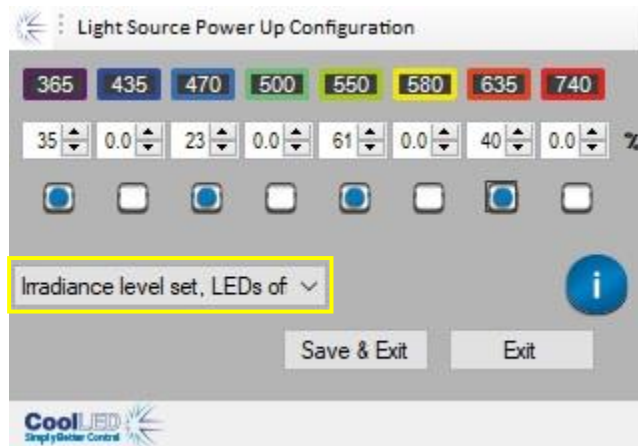 Light Source Power Up Configuration
365 435 470 500 550 580 635 740
35 0.0 23 0.0 61 0.0 40 0.0 %
Irradiance level set, LEDs of
i
Save & Exit Exit
CoolLED
Simply Better Control